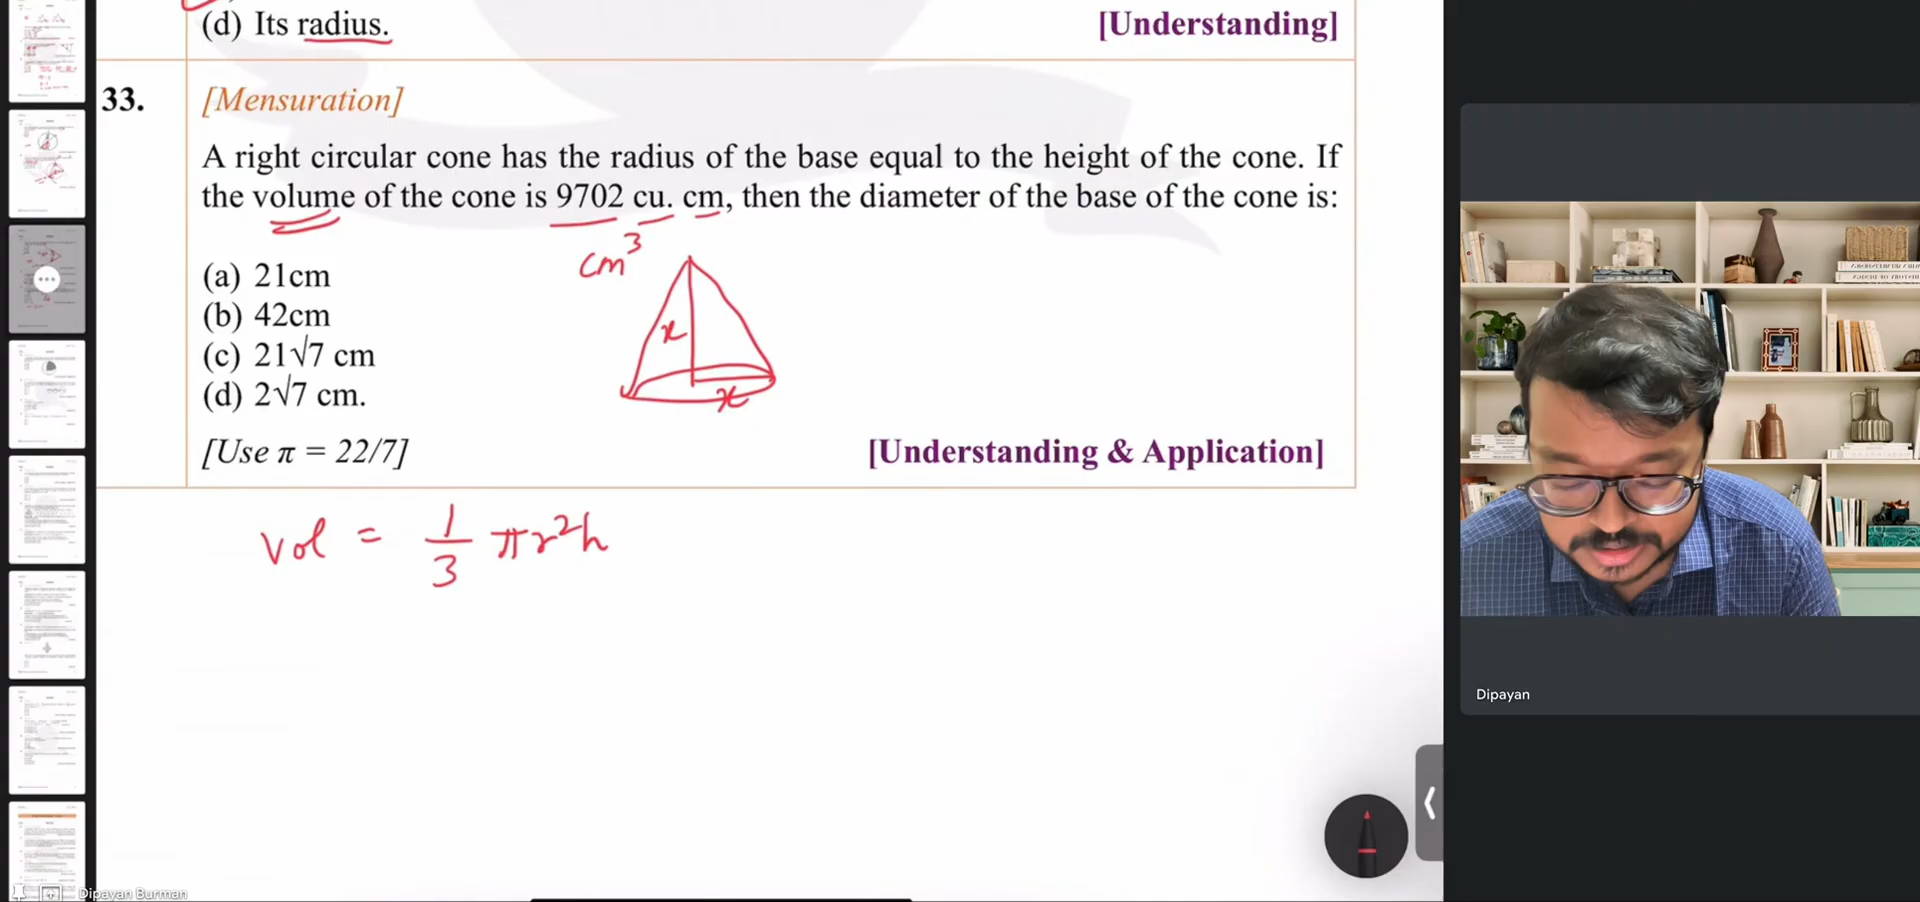 (d) Its radius.
[Understanding]
33.
[Mensuration]
A right circular cone has the radius of the base equal to the height of the cone. If
the volume of the cone is 9702 cu. cm, then the diameter of the base of the cone is:
cm³
(a) 21cm
(b) 42cm
(c) 21√7 cm
(d) 2√7 cm.
x
x
[Use π = 22/7]
[Understanding & Application]
vol = 1/3 πr²h
Dipayan
Dipayan Burman